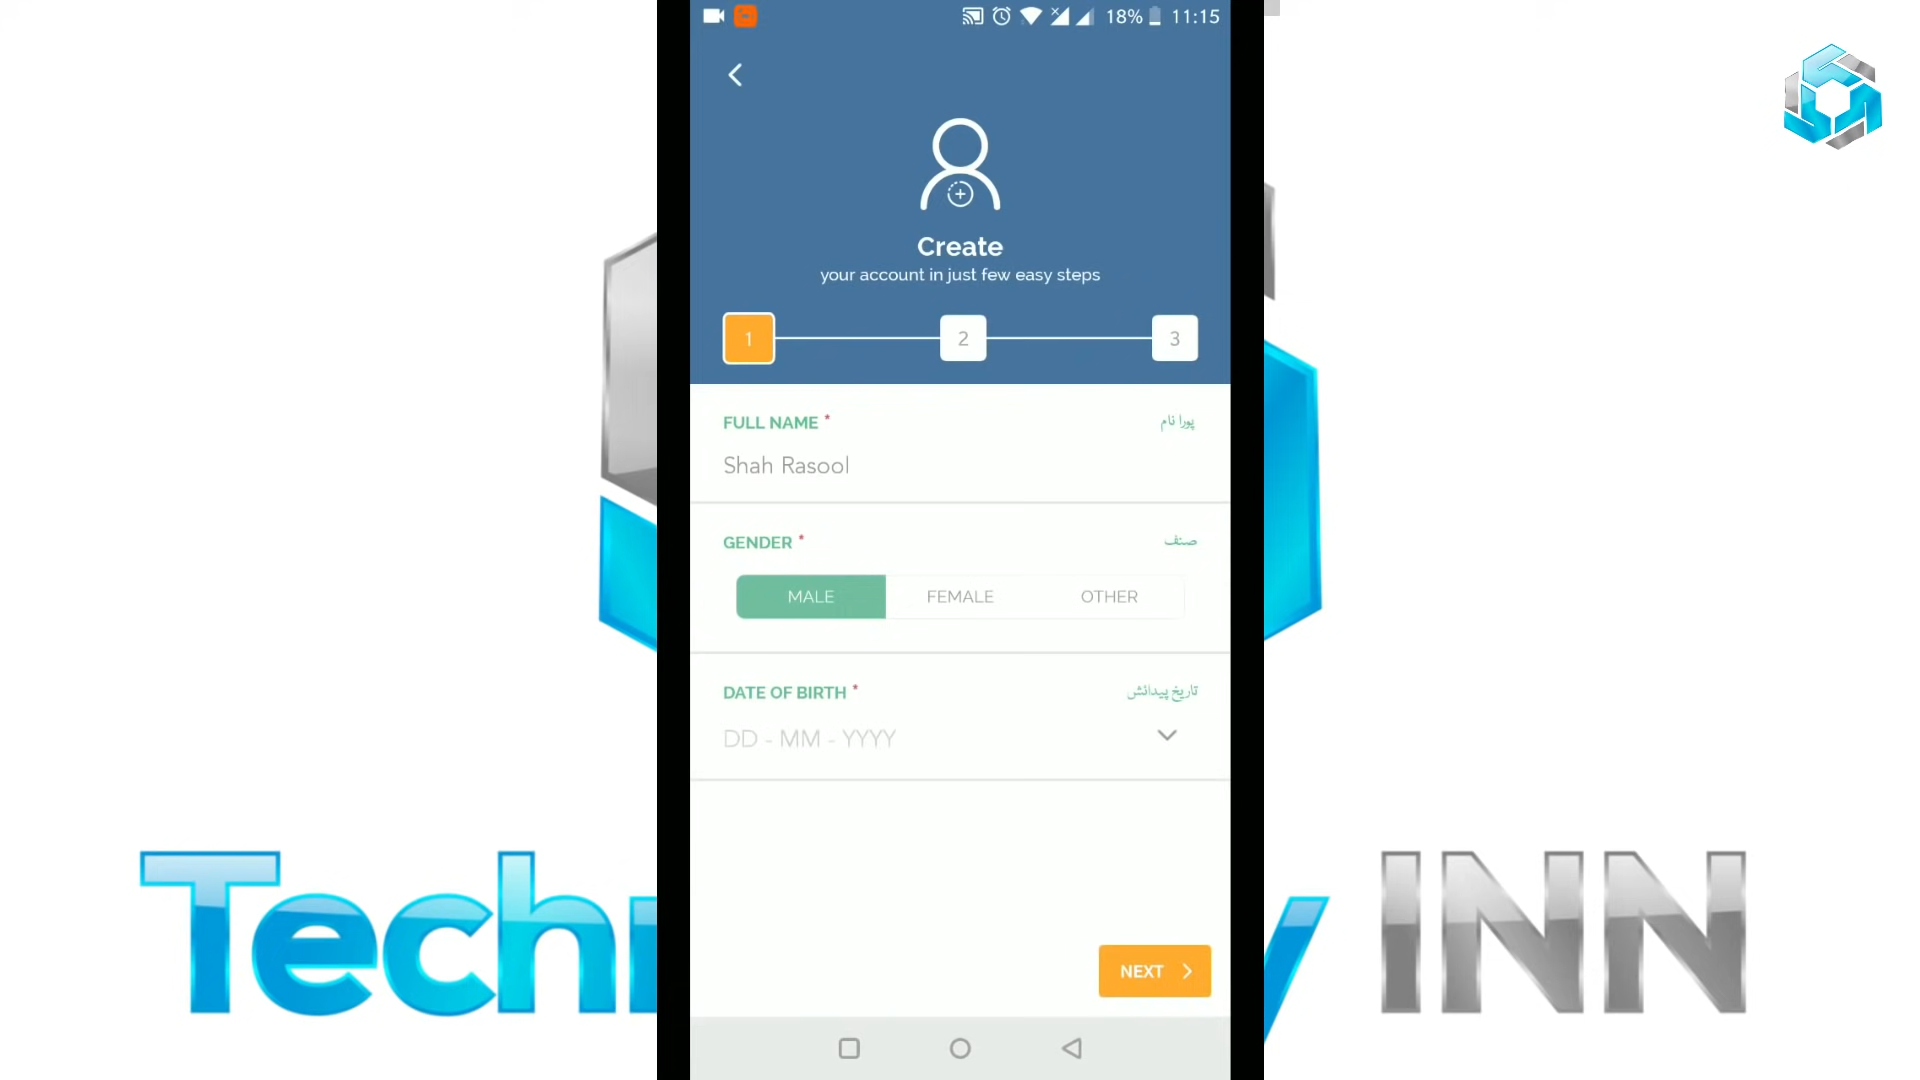 18% 11:15
Create
your account in just few easy steps
1 2 3
FULL NAME * پورا نام
Shah Rasool
GENDER * صنف
MALE FEMALE OTHER
DATE OF BIRTH * تاریخ پیدائش
DD - MM - YYYY
NEXT
INN